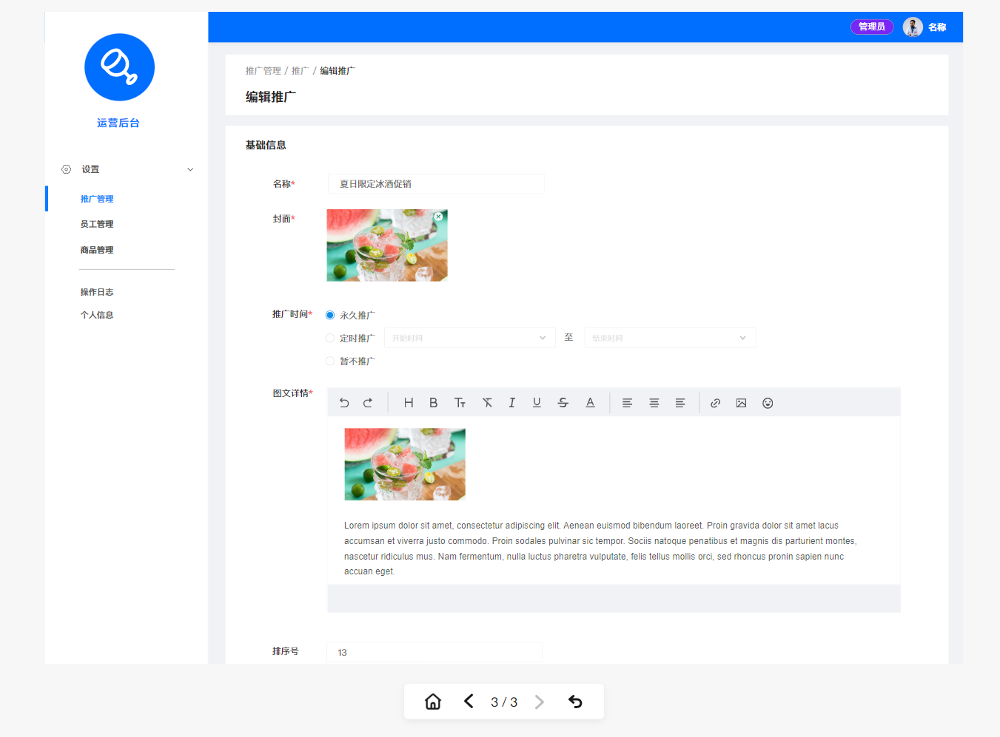 管理员 名称
推广管理 / 推广 / 编辑推广
编辑推广
运营后台
设置
推广管理
员工管理
商品管理
操作日志
个人信息
基础信息
名称* 夏日限定冰酒促销
封面*
推广时间* 永久推广
定时推广 开始时间 至 结束时间
暂不推广
图文详情*
H B Tт I U S A
Lorem ipsum dolor sit amet, consectetur adipiscing elit. Aenean euismod bibendum laoreet. Proin gravida dolor sit amet lacus
accumsan et viverra justo commodo. Proin sodales pulvinar sic tempor. Sociis natoque penatibus et magnis dis parturient montes,
nascetur ridiculus mus. Nam fermentum, nulla luctus pharetra vulputate, felis tellus mollis orci, sed rhoncus pronin sapien nunc
accuan eget.
排序号 13
3 / 3